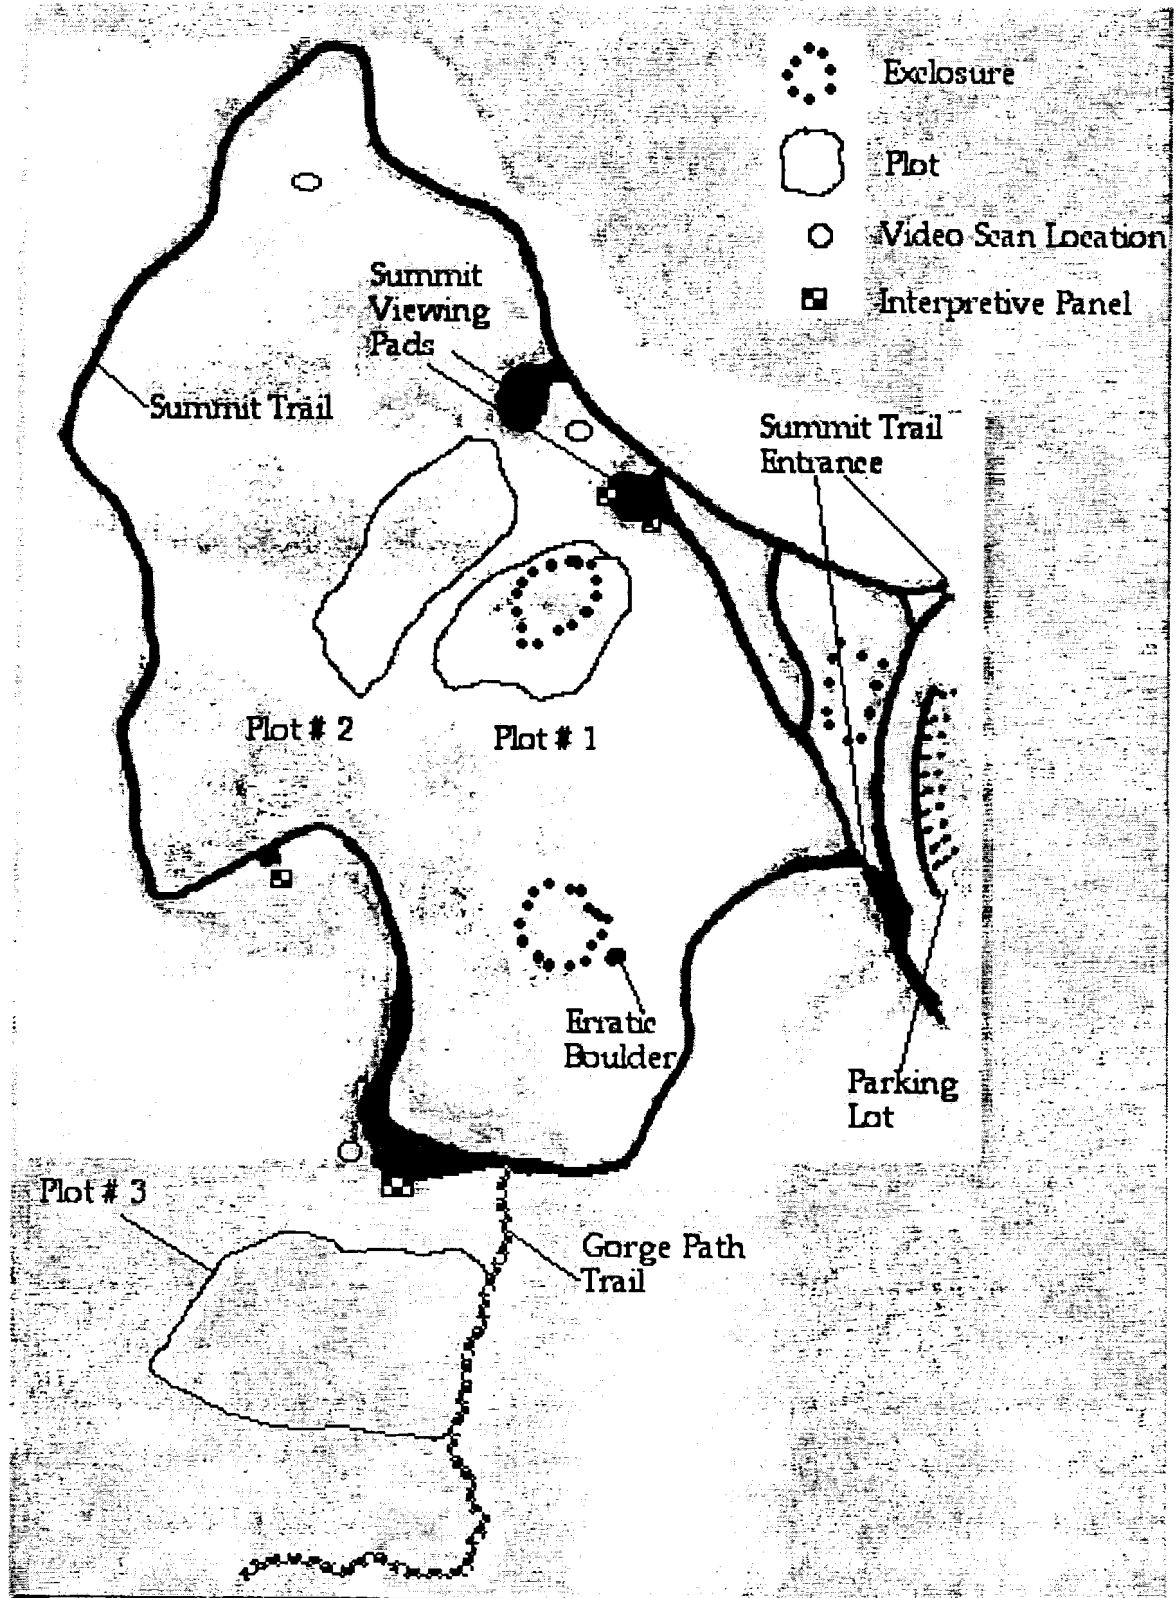 Exclosure
Plot
Video Scan Location
Interpretive Panel
Summit
Viewing
Pads
Summit Trail
Summit Trail
Entrance
Plot # 2
Plot # 1
Erratic
Boulder
Parking
Lot
Plot # 3
Gorge Path
Trail